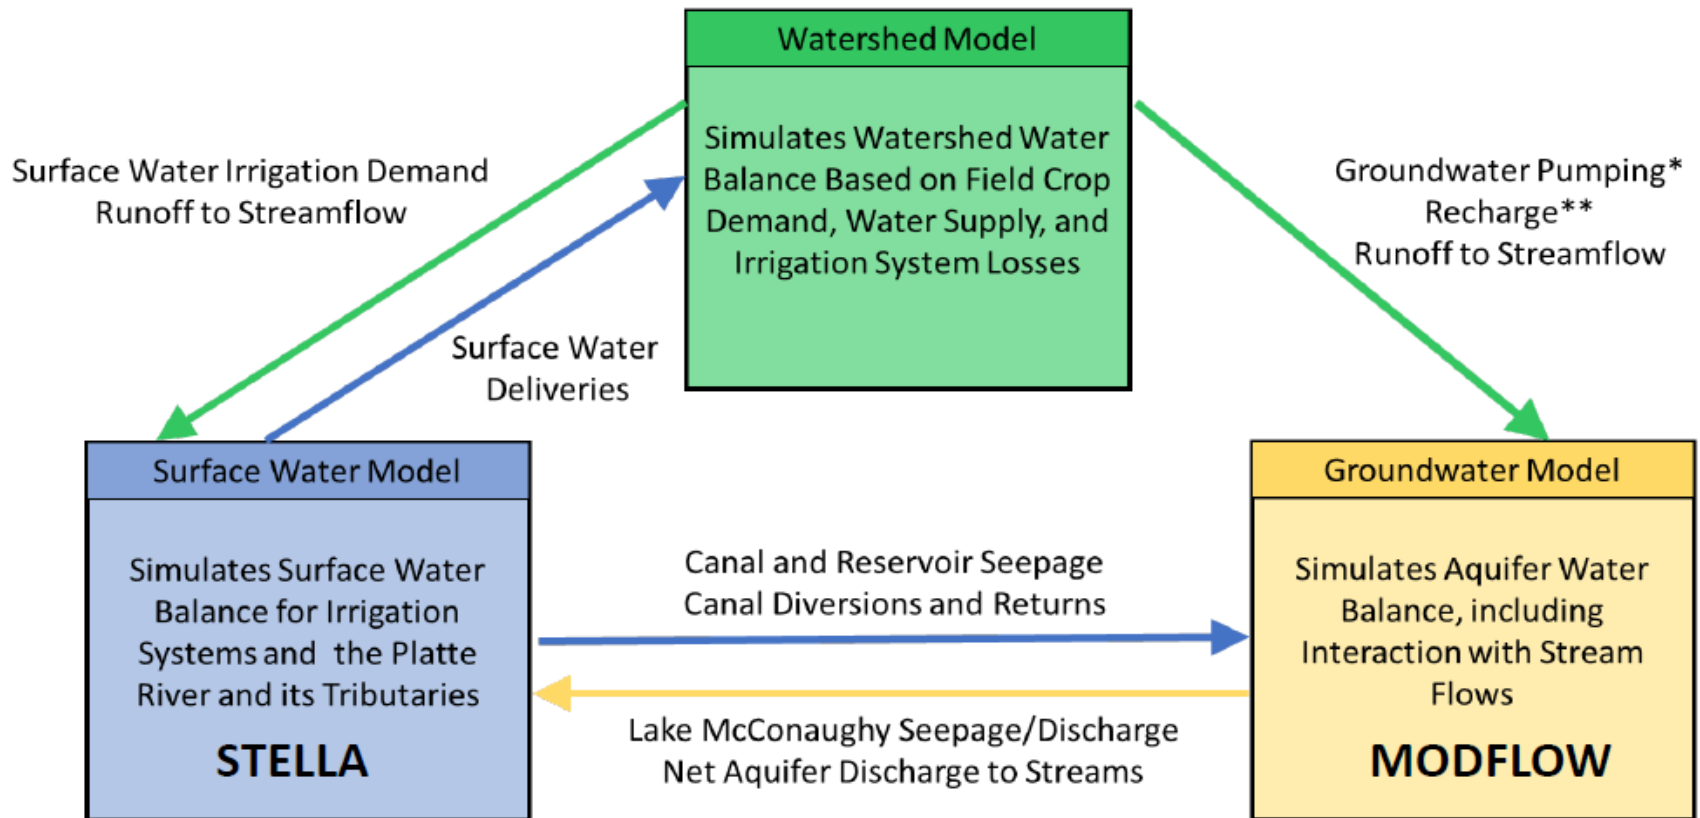 Watershed Model
Simulates Watershed Water
Balance Based on Field Crop
Demand, Water Supply, and
Irrigation System Losses
Surface Water Irrigation Demand
Runoff to Streamflow
Groundwater Pumping*
Recharge**
Runoff to Streamflow
Surface Water
Deliveries
Surface Water Model
Simulates Surface Water
Balance for Irrigation
Systems and the Platte
River and its Tributaries
STELLA
Canal and Reservoir Seepage
Canal Diversions and Returns
Lake McConaughy Seepage/Discharge
Net Aquifer Discharge to Streams
Groundwater Model
Simulates Aquifer Water
Balance, including
Interaction with Stream
Flows
MODFLOW